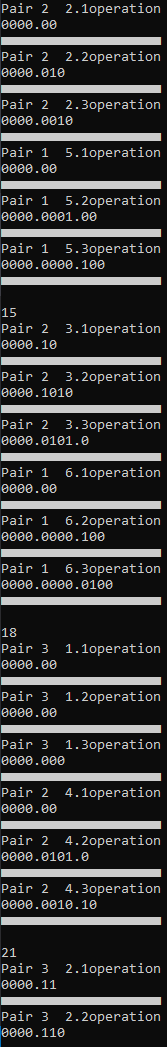 Pair 2  2.1operation
0000.00
Pair 2  2.2operation
0000.010
Pair 2  2.3operation
0000.0010
Pair 1  5.1operation
0000.00
Pair 1  5.2operation
0000.0001.00
Pair 1  5.3operation
0000.0000.100
15
Pair 2  3.1operation
0000.10
Pair 2  3.2operation
0000.1010
Pair 2  3.3operation
0000.0101.0
Pair 1  6.1operation
0000.00
Pair 1  6.2operation
0000.0000.100
Pair 1  6.3operation
0000.0000.0100
18
Pair 3  1.1operation
0000.00
Pair 3  1.2operation
0000.00
Pair 3  1.3operation
0000.000
Pair 2  4.1operation
0000.00
Pair 2  4.2operation
0000.0101.0
Pair 2  4.3operation
0000.0010.10
21
Pair 3  2.1operation
0000.11
Pair 3  2.2operation
0000.110